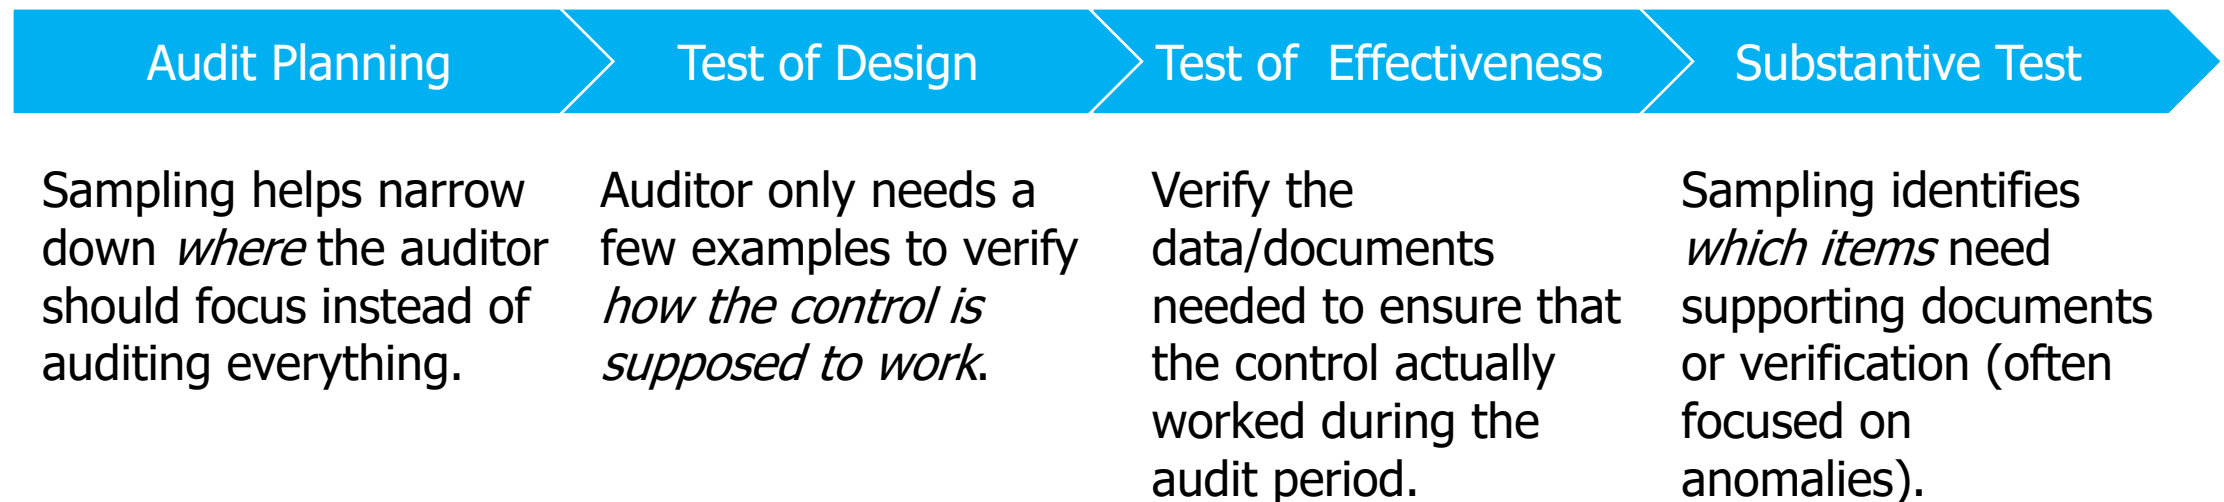 Audit Planning
Test of Design
Test of  Effectiveness
Substantive Test
Sampling helps narrow
down where the auditor
should focus instead of
auditing everything.
Auditor only needs a
few examples to verify
how the control is
supposed to work.
Verify the
data/documents
needed to ensure that
the control actually
worked during the
audit period.
Sampling identifies
which items need
supporting documents
or verification (often
focused on
anomalies).